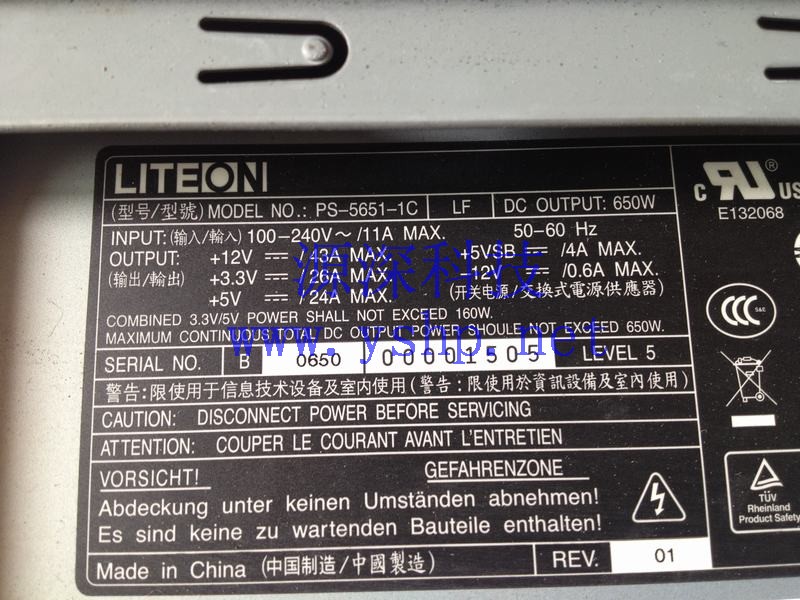 LITEON
(型号/型號) MODEL NO.: PS-5651-1C LF DC OUTPUT: 650W
INPUT: (输入/輸入) 100-240V~ /11A MAX. 50-60 Hz
OUTPUT: +12V ⎓ /43A MAX. +5VSB ⎓ /4A MAX.
(输出/輸出) +3.3V ⎓ /26A MAX. -12V ⎓ /0.6A MAX.
+5V ⎓ /24A MAX. (开关电源/交換式電源供應器)
COMBINED 3.3V/5V POWER SHALL NOT EXCEED 160W.
MAXIMUM CONTINUOUS TOTAL DC OUTPUT POWER SHOULE NOT EXCEED 650W.
SERIAL NO. B 0650 LEVEL 5
警告:限使用于信息技术设备及室内使用 (警告:限使用於資訊設備及室內使用)
CAUTION: DISCONNECT POWER BEFORE SERVICING
ATTENTION: COUPER LE COURANT AVANT L'ENTRETIEN
VORSICHT! GEFAHRENZONE
Abdeckung unter keinen Umständen abnehmen!
Es sind keine zu wartenden Bauteile enthalten!
Made in China (中国制造/中國製造) REV. 01
c RU ® US
E132068
CCC S&E
TÜV
Rheinland
Product Safety
源深科技
www.yshp.net